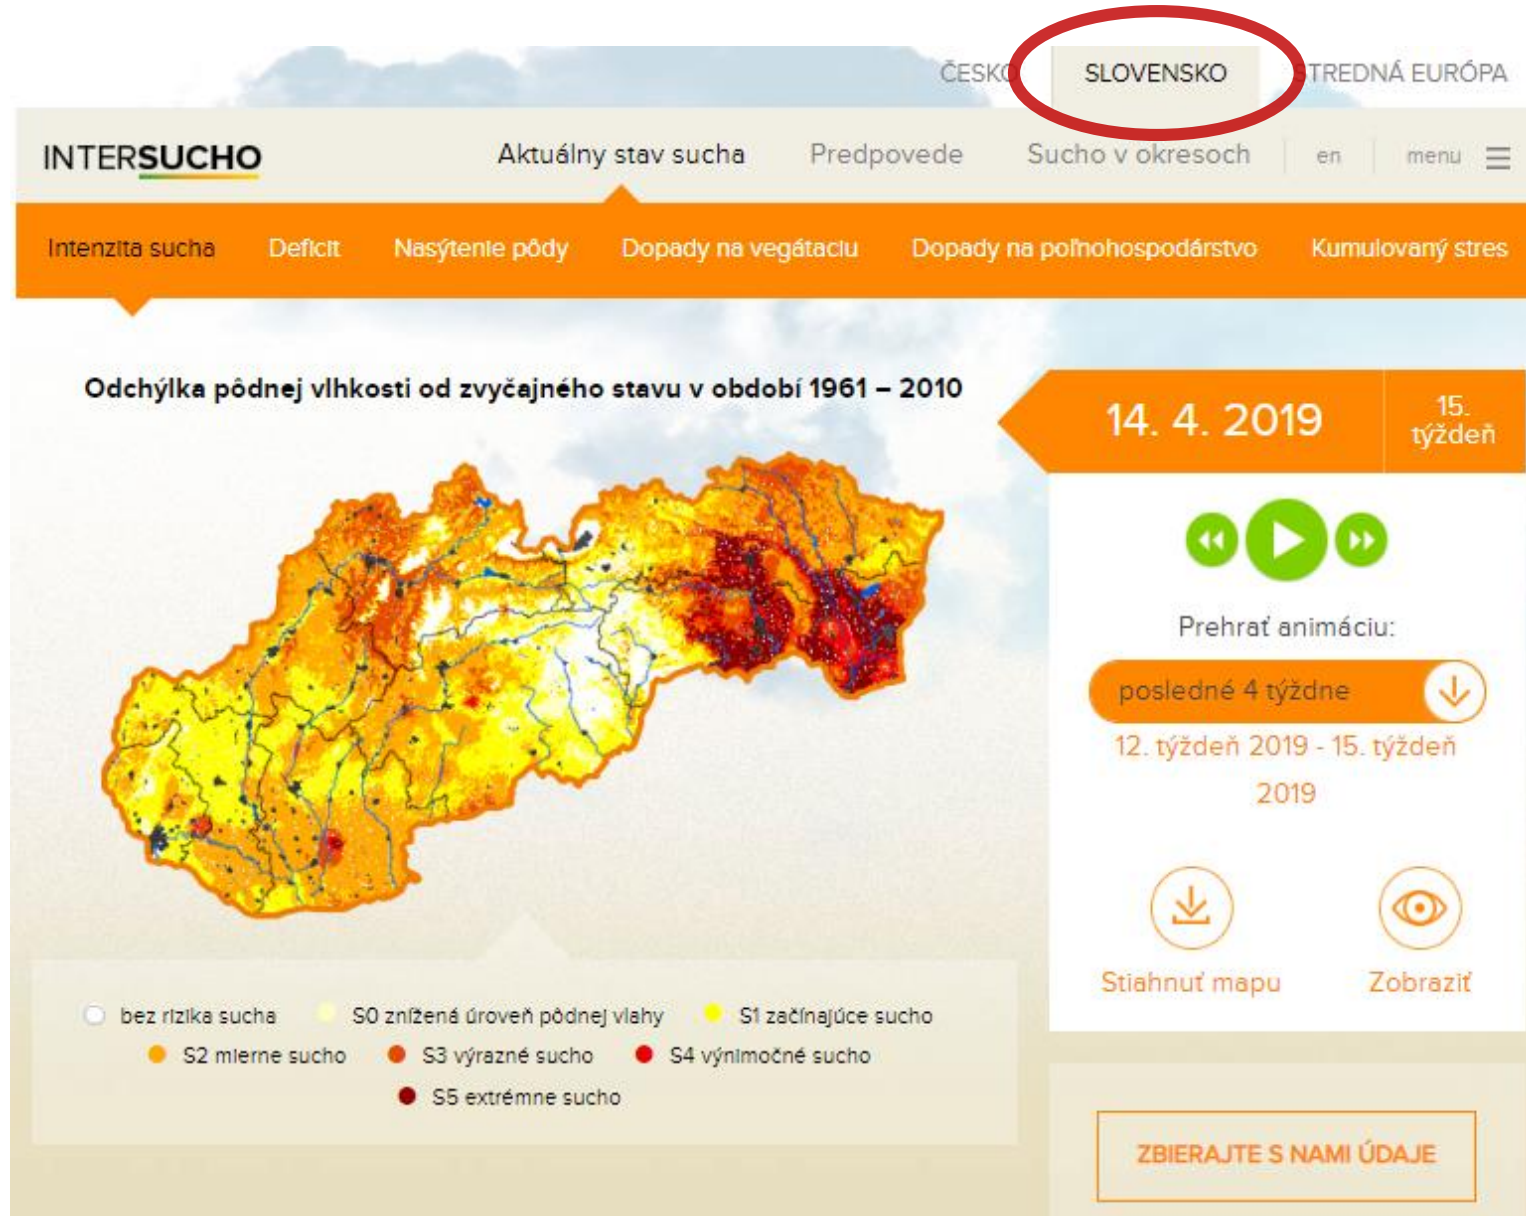 ČESKO SLOVENSKO STREDNÁ EURÓPA
INTERSUCHO Aktuálny stav sucha Predpovede Sucho v okresoch en menu
Intenzita sucha Deficit Nasýtenie pôdy Dopady na vegátaciu Dopady na poľnohospodárstvo Kumulovaný stres
Odchýlka pôdnej vlhkosti od zvyčajného stavu v období 1961 – 2010
14. 4. 2019
15.
týždeň
Prehrať animáciu:
posledné 4 týždne
12. týždeň 2019 - 15. týždeň
2019
Stiahnuť mapu Zobraziť
bez rizika sucha S0 znížená úroveň pôdnej vlahy S1 začínajúce sucho
S2 mierne sucho S3 výrazné sucho S4 výnimočné sucho
S5 extrémne sucho
ZBIERAJTE S NAMI ÚDAJE